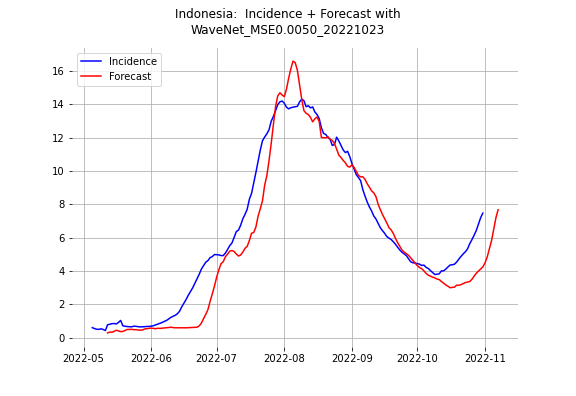 Indonesia:  Incidence + Forecast with
WaveNet_MSE0.0050_20221023
Incidence
Forecast
16
14
12
10
8
6
4
2
0
2022-05 2022-06 2022-07 2022-08 2022-09 2022-10 2022-11